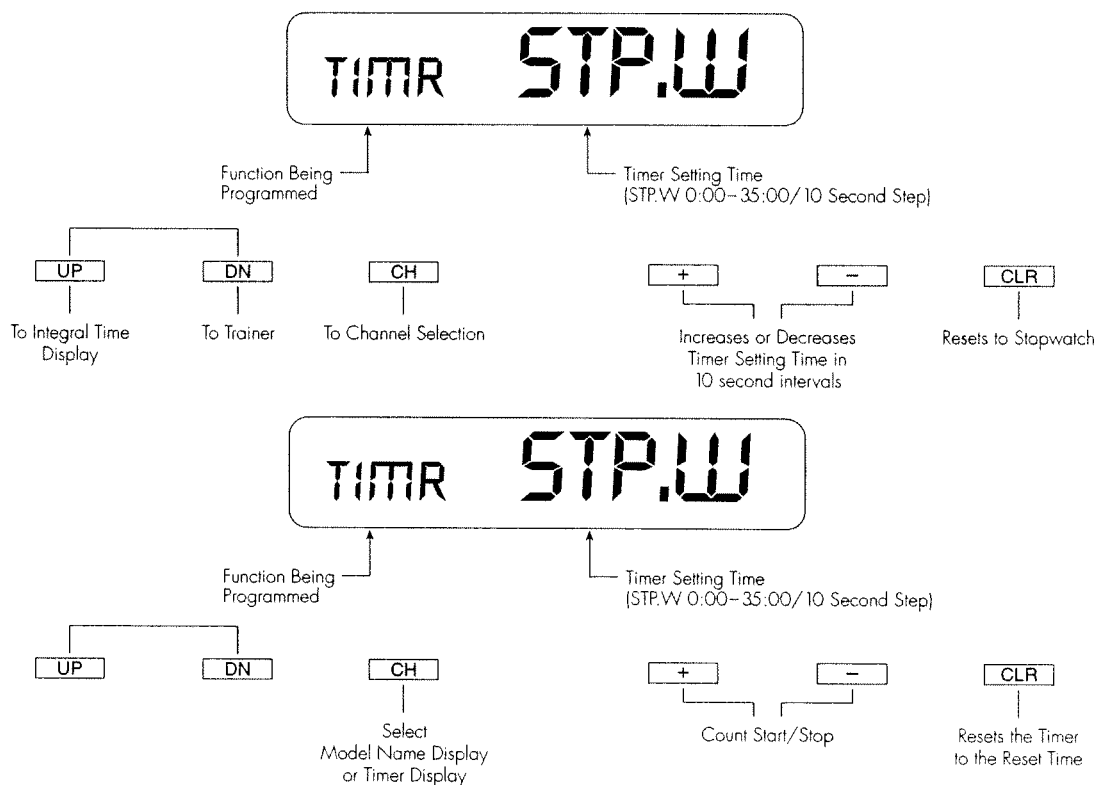 TIMR STP.W
Function Being
Programmed
Timer Setting Time
(STP.W 0:00–35:00/10 Second Step)
UP DN CH + – CLR
To Integral Time
Display
To Trainer
To Channel Selection
Increases or Decreases
Timer Setting Time in
10 second intervals
Resets to Stopwatch
TIMR STP.W
Function Being
Programmed
Timer Setting Time
(STP.W 0:00–35:00/10 Second Step)
UP DN CH + – CLR
Select
Model Name Display
or Timer Display
Count Start/Stop
Resets the Timer
to the Reset Time